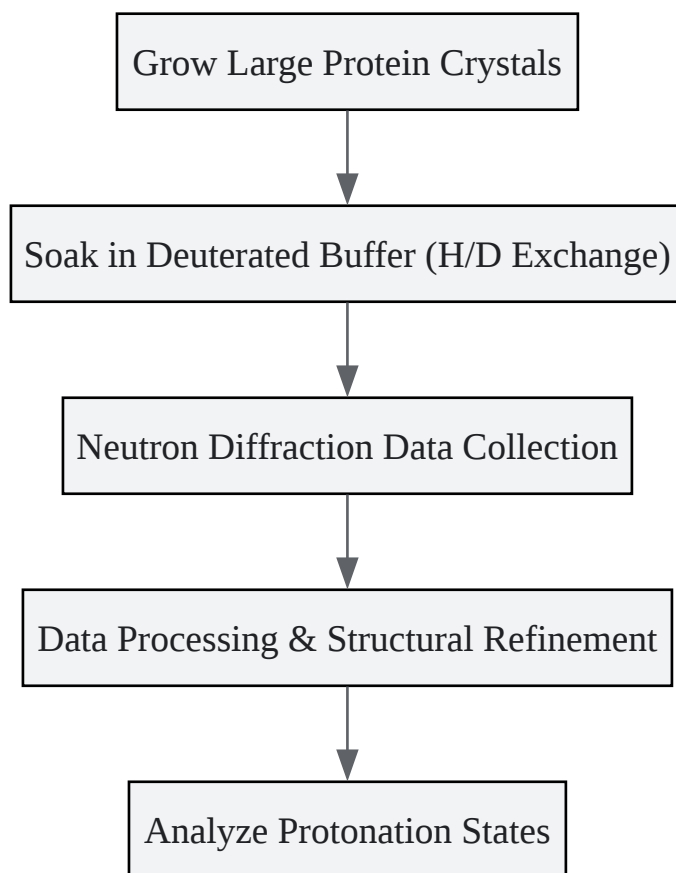 Grow Large Protein Crystals
Soak in Deuterated Buffer (H/D Exchange)
Neutron Diffraction Data Collection
Data Processing & Structural Refinement
Analyze Protonation States